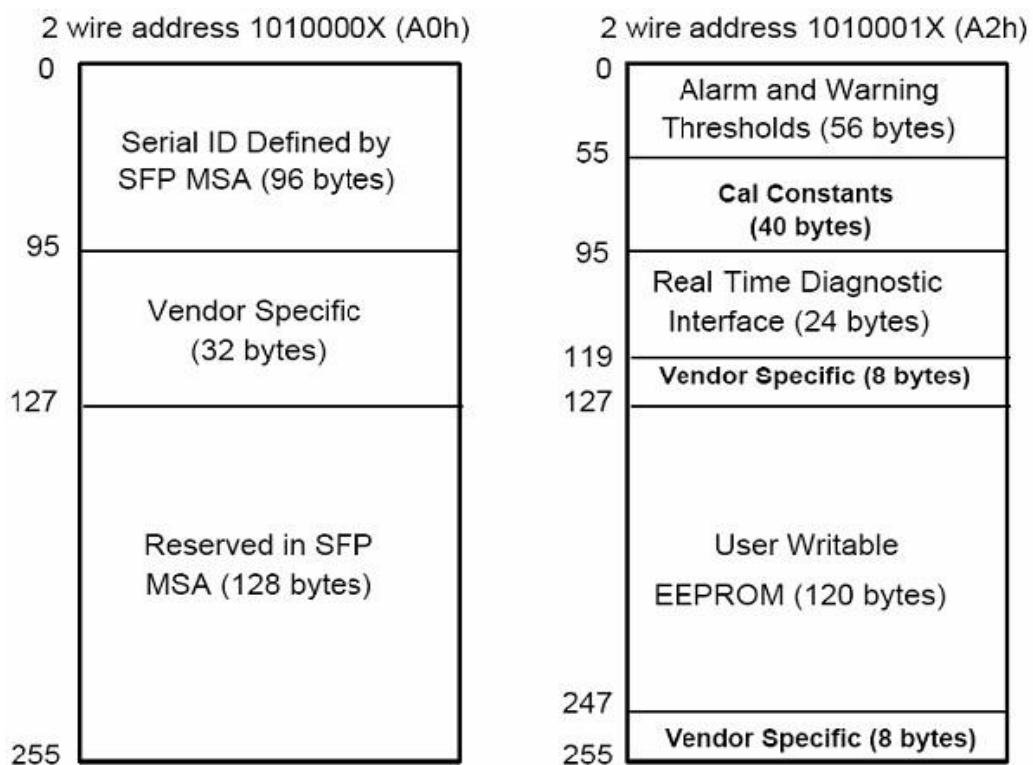 2 wire address 1010000X (A0h)
0
Serial ID Defined by
SFP MSA (96 bytes)
95
Vendor Specific
(32 bytes)
127
Reserved in SFP
MSA (128 bytes)
255
2 wire address 1010001X (A2h)
0
Alarm and Warning
Thresholds (56 bytes)
55
Cal Constants
(40 bytes)
95
Real Time Diagnostic
Interface (24 bytes)
119
Vendor Specific (8 bytes)
127
User Writable
EEPROM (120 bytes)
247
Vendor Specific (8 bytes)
255